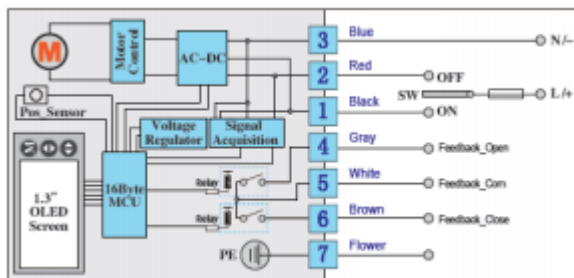 M
Motor
Control
AC-DC
Pos_Sensor
Voltage
Regulator
Signal
Acquisition
1.3"
OLED
Screen
16Byte
MCU
Relay
Relay
PE
3 Blue N/-
2 Red OFF
SW L/+
1 Black ON
4 Gray Feedback_Open
5 White Feedback_Com
6 Brown Feedback_Close
7 Flower